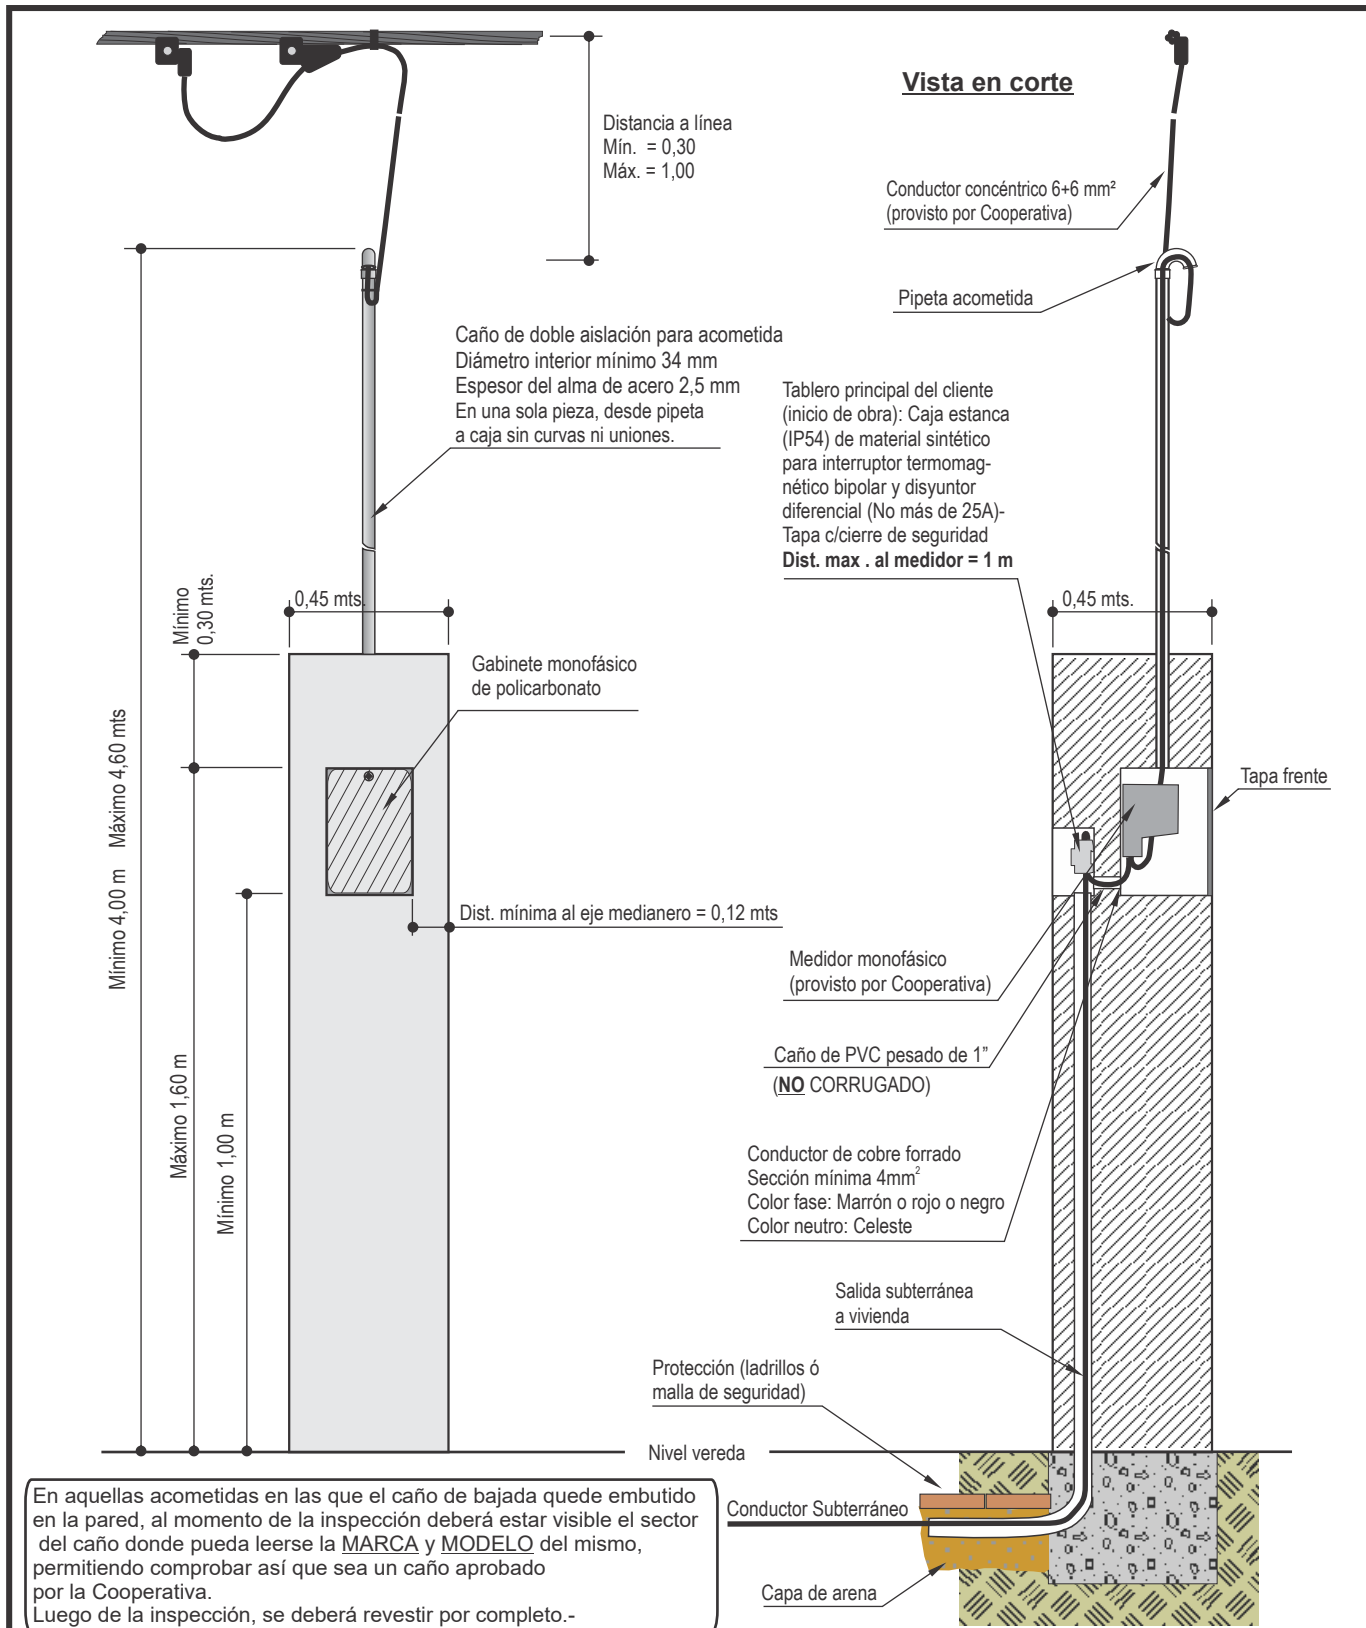 Vista en corte
Distancia a línea
Mín. = 0,30
Máx. = 1,00
Conductor concéntrico 6+6 mm²
(provisto por Cooperativa)
Pipeta acometida
Caño de doble aislación para acometida
Diámetro interior mínimo 34 mm
Espesor del alma de acero 2,5 mm
En una sola pieza, desde pipeta
a caja sin curvas ni uniones.
Tablero principal del cliente
(inicio de obra): Caja estanca
(IP54) de material sintético
para interruptor termomag-
nético bipolar y disyuntor
diferencial (No más de 25A)-
Tapa c/cierre de seguridad
Dist. max . al medidor = 1 m
Mínimo
0,30 mts.
0,45 mts.
0,45 mts.
Gabinete monofásico
de policarbonato
Mínimo 4,00 m Máximo 4,60 mts
Tapa frente
Dist. mínima al eje medianero = 0,12 mts
Medidor monofásico
(provisto por Cooperativa)
Caño de PVC pesado de 1”
(NO CORRUGADO)
Máximo 1,60 m
Mínimo 1,00 m
Conductor de cobre forrado
Sección mínima 4mm²
Color fase: Marrón o rojo o negro
Color neutro: Celeste
Salida subterránea
a vivienda
Protección (ladrillos ó
malla de seguridad)
Nivel vereda
Conductor Subterráneo
Capa de arena
En aquellas acometidas en las que el caño de bajada quede embutido
en la pared, al momento de la inspección deberá estar visible el sector
del caño donde pueda leerse la MARCA y MODELO del mismo,
permitiendo comprobar así que sea un caño aprobado
por la Cooperativa.
Luego de la inspección, se deberá revestir por completo.-